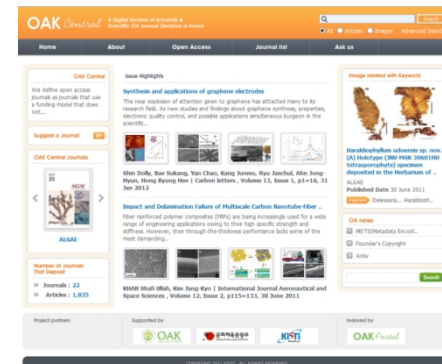 OAK Central
A Digital Archive of Scholarly &
Scientific OA Journal Literature in Korea
Search
All Articles Images Advanced Search
Home About Open Access Journal list Ask us
OAK Central
We define open access
journals as journals that use
a funding model that does
not...
Suggest a Journal
OAK Central Journals
ALGAE
ALGAE
Number of Journals
That Deposit
Journals : 22
Articles : 1,835
Issue Highlights
Synthesis and applications of graphene electrodes
The near explosion of attention given to graphene has attracted many to its
research field. As new studies and findings about graphene synthesis, properties,
electronic quality control, and possible applications simultaneous burgeon in the
scientific...
Shin Dolly, Bae Sukang, Yan Chao, Kang Junmo, Ryu Jaechul, Ahn Jong-
Hyun, Hong Byung Hee | Carbon letters , Volume 13, Issue 1, p1~16, 31
Jan 2012
Impact and Delamination Failure of Multiscale Carbon Nanotube-Fiber ..
Fiber reinforced polymer composites (FRPs) are being increasingly used for a wide
range of engineering applications owing to their high specific strength and
stiffness. However, their through-the-thickness performance lacks some of the
most demanding...
KHAN Shafi Ullah, Kim Jang-Kyo | International Journal Aeronautical and
Space Sciences , Volume 12, Issue 2, p115~133, 30 June 2011
Image related with Keyword
Haraldiophyllum udoensis sp. nov.
(A) Holotype (JNU-MSK 30601HU
tetrasporophyte) specimen
deposited in the Herbarium of ..
ALGAE
Published Date 30 June 2011
Keyword Delesseria... Haraldioph...
OA news
METS(Metadata Encodi..
Founder's Copyright
ArXiv
Search
Project partners
Supported by
Indexed by
OAK
문화체육관광부
KISTI
OAK Portal